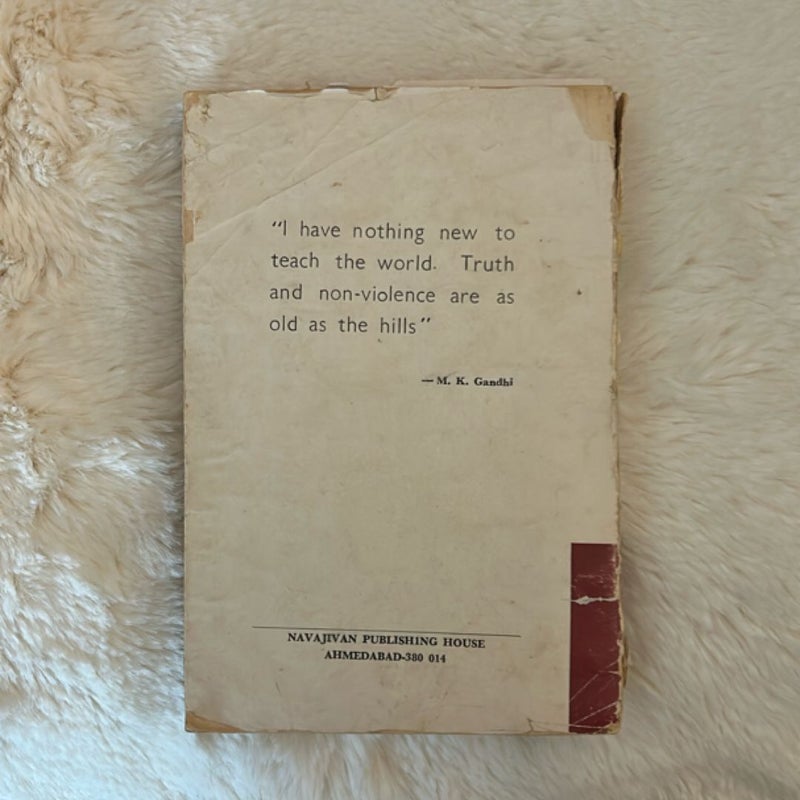 “I have nothing new to
teach the world. Truth
and non-violence are as
old as the hills”
—M. K. Gandhi
NAVAJIVAN PUBLISHING HOUSE
AHMEDABAD-380 014